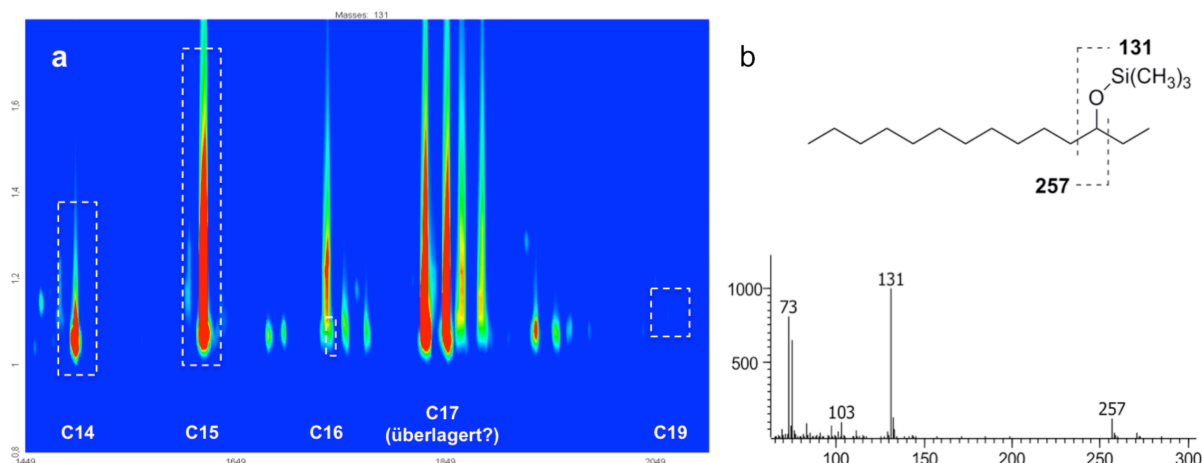 Masses: 131
a
1,6
1,4
1,2
1
0,8
C14
C15
C16
C17
(überlagert?)
C19
1449
1649
1849
2049
b
131
Si(CH3)3
O
257
1000
500
73
103
131
257
100
150
200
250
300